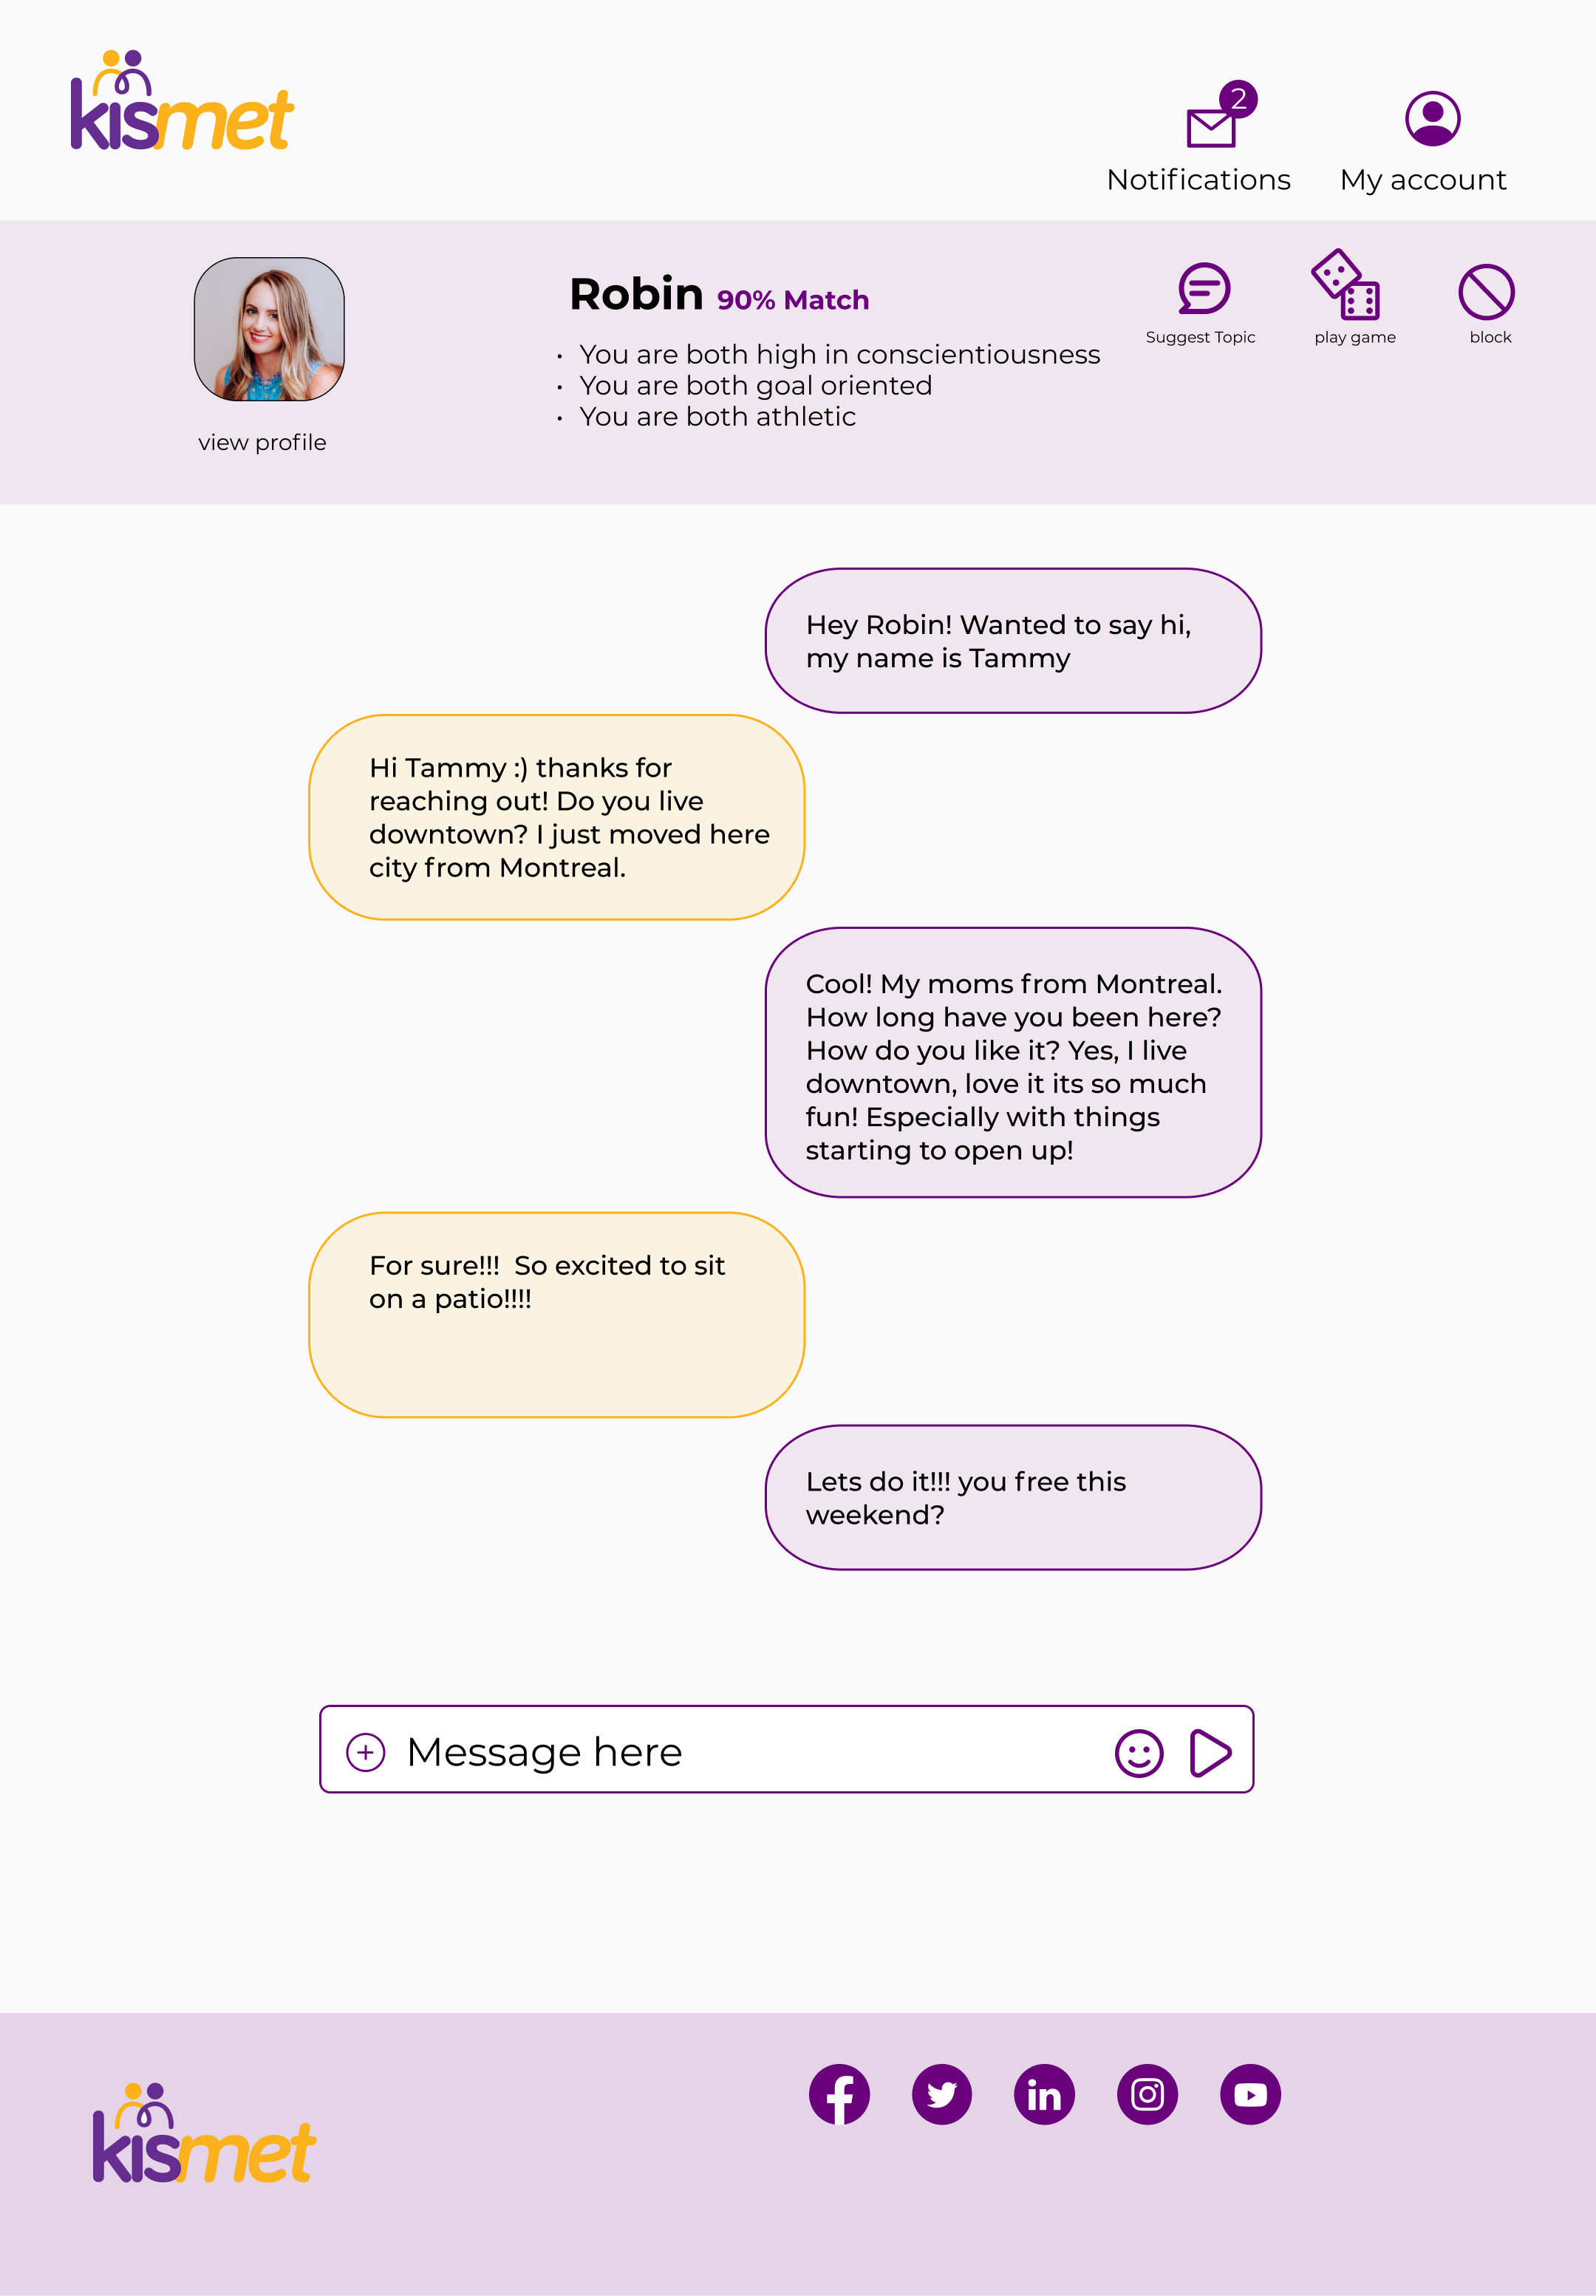 kismet
2
Notifications
My account
Robin 90% Match
• You are both high in conscientiousness
• You are both goal oriented
• You are both athletic
view profile
Suggest Topic
play game
block
Hey Robin! Wanted to say hi,
my name is Tammy
Hi Tammy :) thanks for
reaching out! Do you live
downtown? I just moved here
city from Montreal.
Cool! My moms from Montreal.
How long have you been here?
How do you like it? Yes, I live
downtown, love it its so much
fun! Especially with things
starting to open up!
For sure!!!  So excited to sit
on a patio!!!!
Lets do it!!! you free this
weekend?
Message here
kismet
in